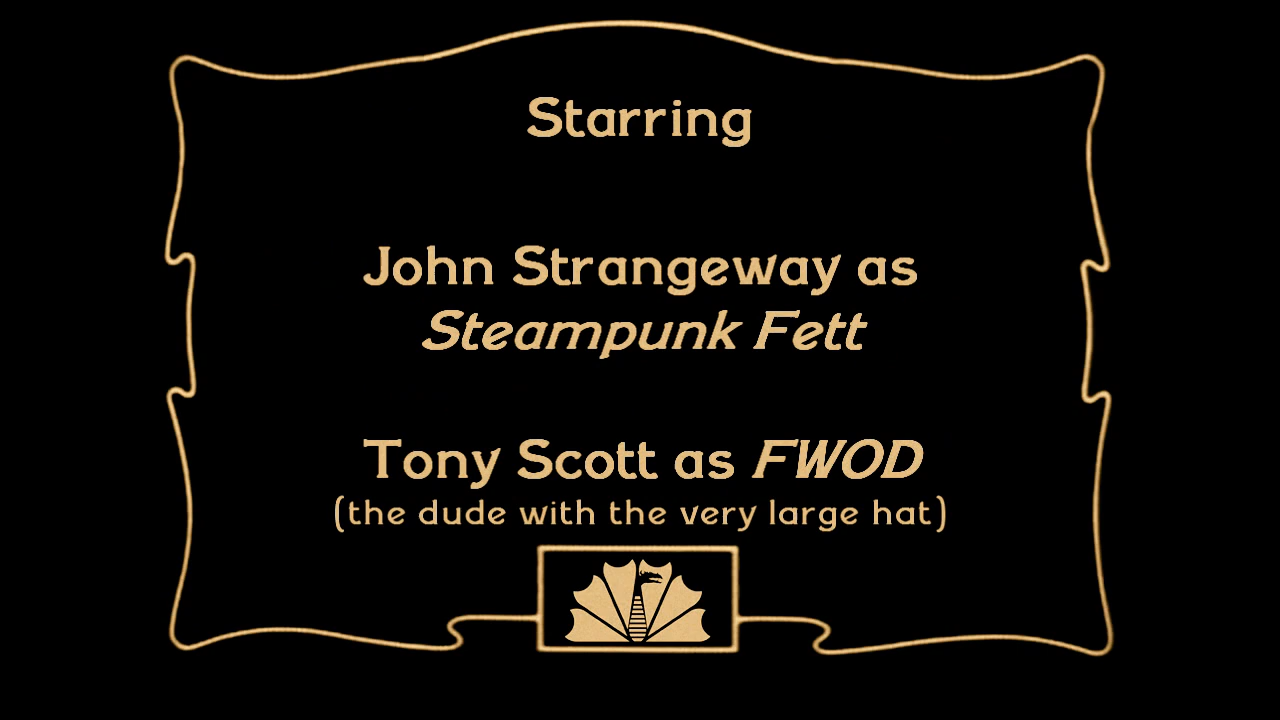 Starring
John Strangeway as
Steampunk Fett
Tony Scott as FWOD
(the dude with the very large hat)